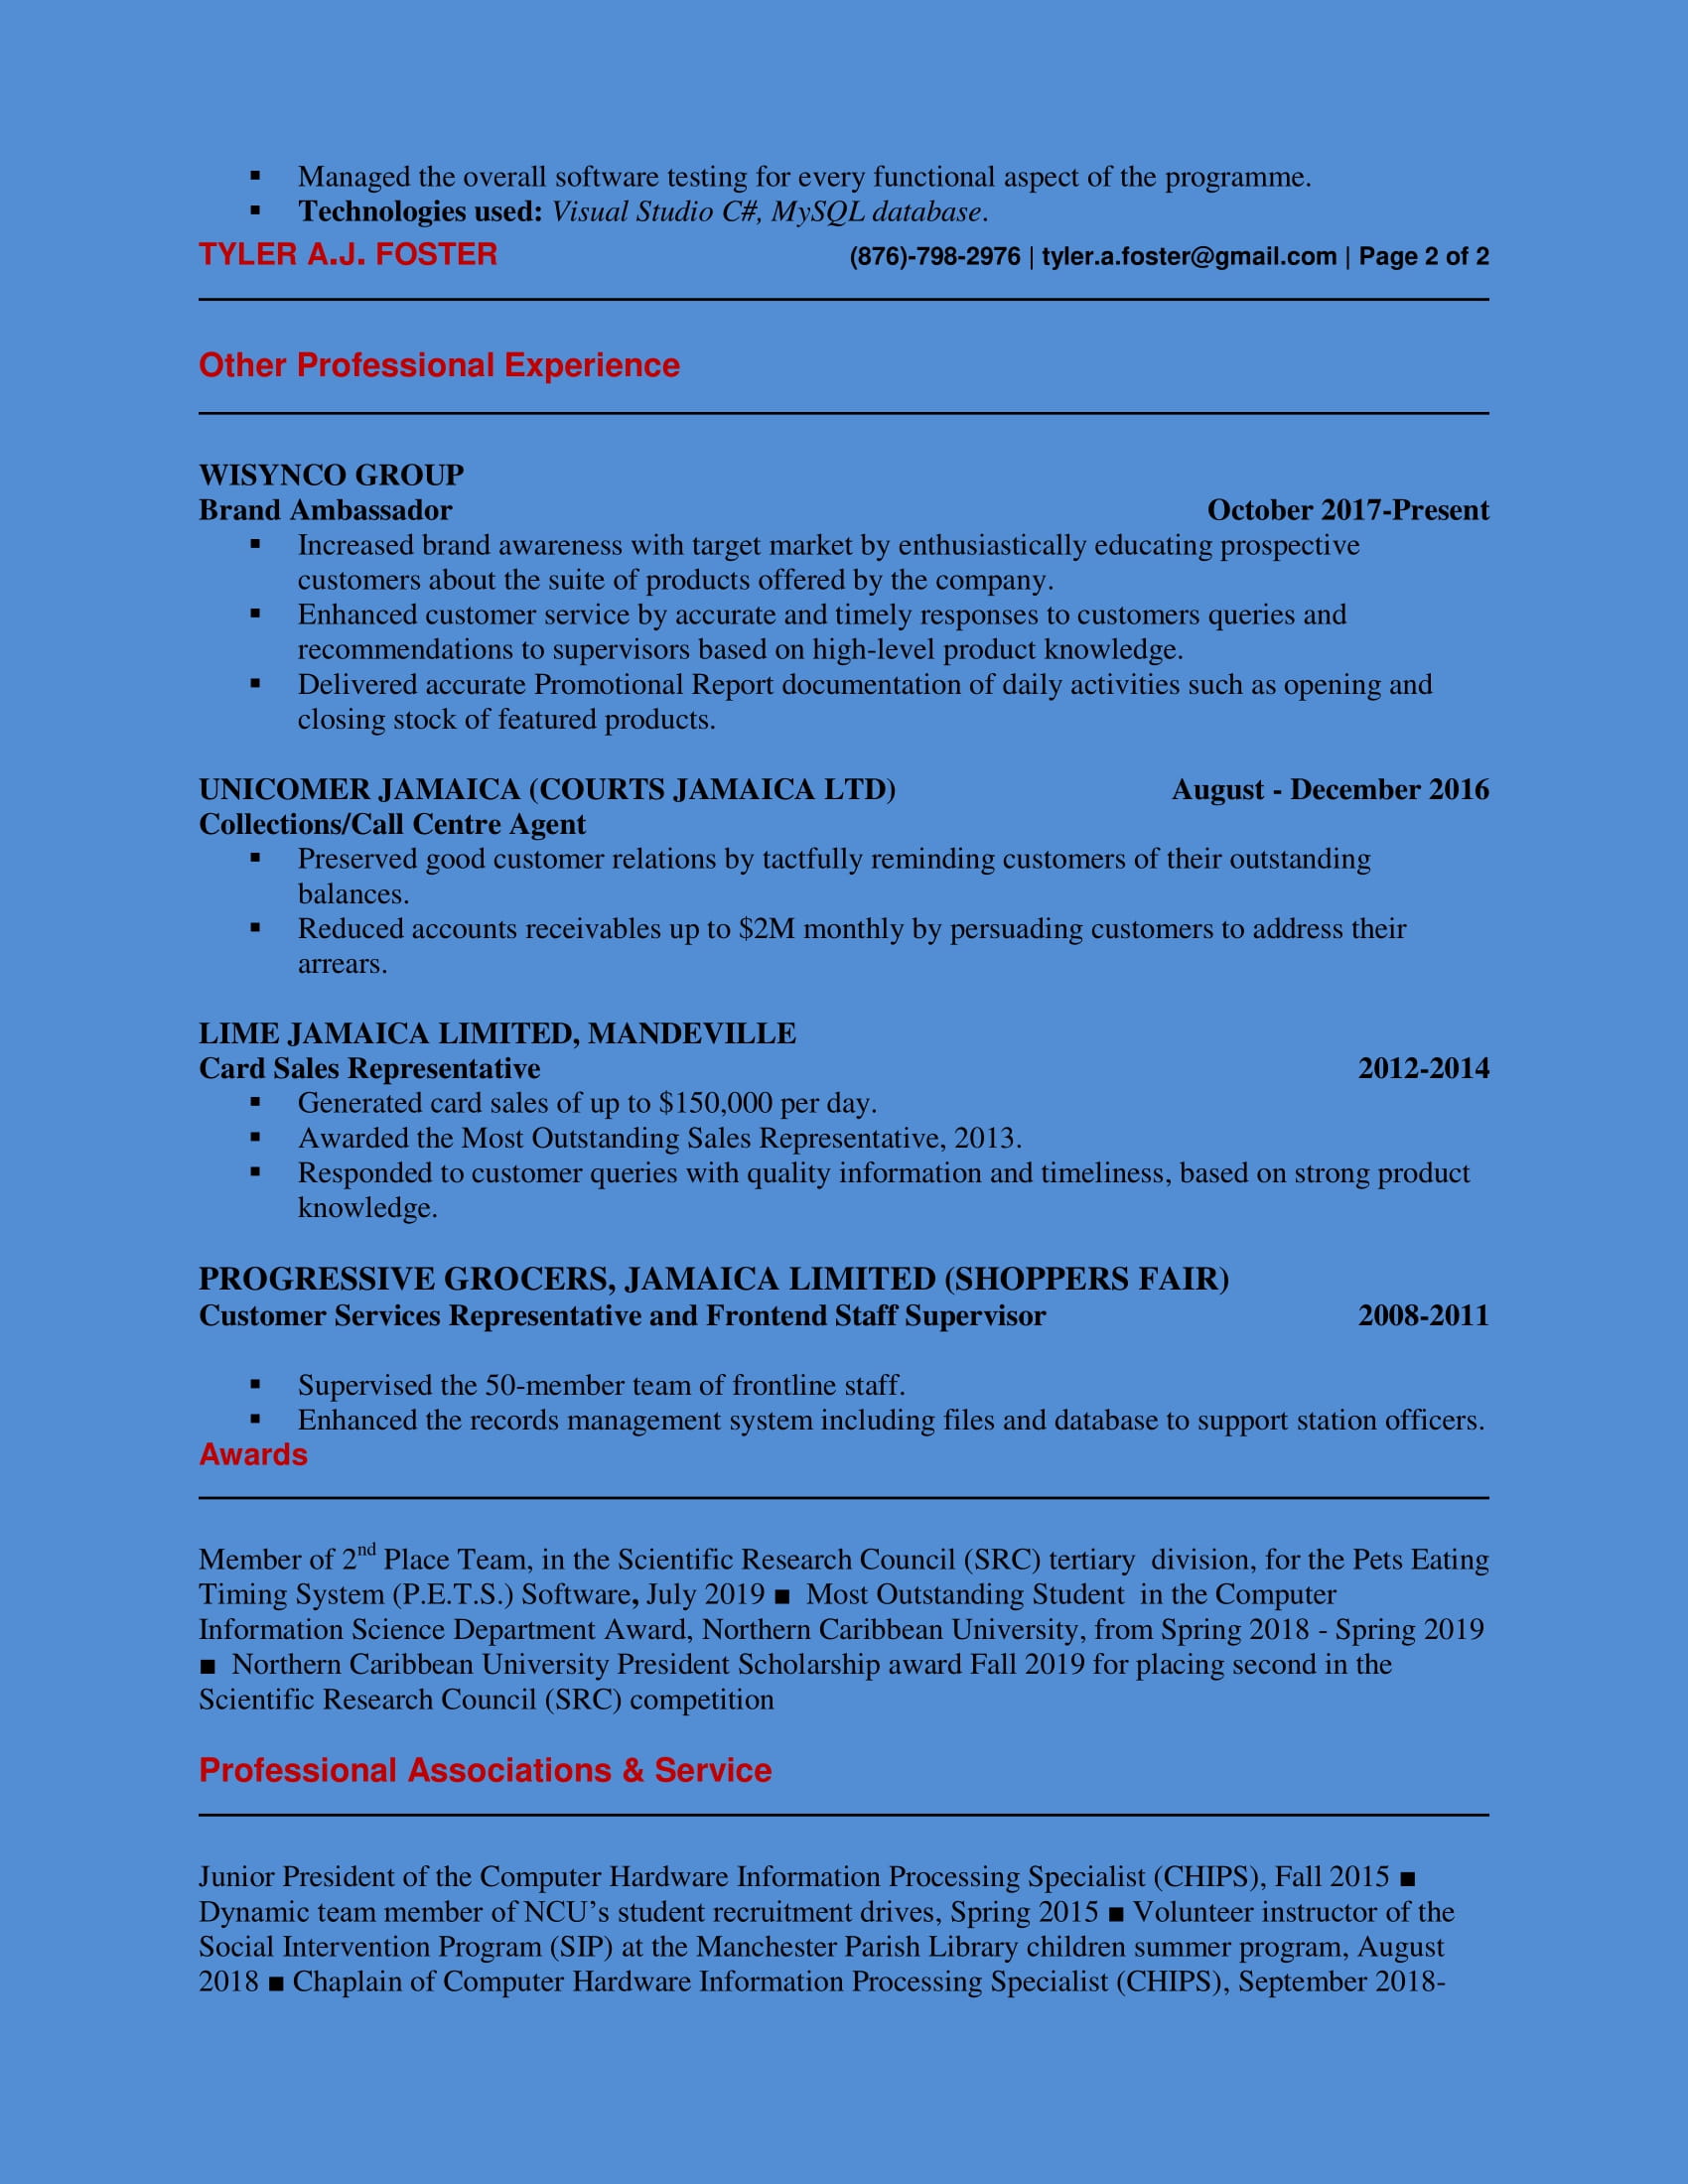 ▪ Managed the overall software testing for every functional aspect of the programme.
▪ Technologies used: Visual Studio C#, MySQL database.
TYLER A.J. FOSTER (876)-798-2976 | tyler.a.foster@gmail.com | Page 2 of 2
Other Professional Experience
WISYNCO GROUP
Brand Ambassador October 2017-Present
▪ Increased brand awareness with target market by enthusiastically educating prospective
customers about the suite of products offered by the company.
▪ Enhanced customer service by accurate and timely responses to customers queries and
recommendations to supervisors based on high-level product knowledge.
▪ Delivered accurate Promotional Report documentation of daily activities such as opening and
closing stock of featured products.
UNICOMER JAMAICA (COURTS JAMAICA LTD) August - December 2016
Collections/Call Centre Agent
▪ Preserved good customer relations by tactfully reminding customers of their outstanding
balances.
▪ Reduced accounts receivables up to $2M monthly by persuading customers to address their
arrears.
LIME JAMAICA LIMITED, MANDEVILLE
Card Sales Representative 2012-2014
▪ Generated card sales of up to $150,000 per day.
▪ Awarded the Most Outstanding Sales Representative, 2013.
▪ Responded to customer queries with quality information and timeliness, based on strong product
knowledge.
PROGRESSIVE GROCERS, JAMAICA LIMITED (SHOPPERS FAIR)
Customer Services Representative and Frontend Staff Supervisor 2008-2011
▪ Supervised the 50-member team of frontline staff.
▪ Enhanced the records management system including files and database to support station officers.
Awards
Member of 2nd Place Team, in the Scientific Research Council (SRC) tertiary division, for the Pets Eating
Timing System (P.E.T.S.) Software, July 2019 ■ Most Outstanding Student in the Computer
Information Science Department Award, Northern Caribbean University, from Spring 2018 - Spring 2019
■ Northern Caribbean University President Scholarship award Fall 2019 for placing second in the
Scientific Research Council (SRC) competition
Professional Associations & Service
Junior President of the Computer Hardware Information Processing Specialist (CHIPS), Fall 2015 ■
Dynamic team member of NCU’s student recruitment drives, Spring 2015 ■ Volunteer instructor of the
Social Intervention Program (SIP) at the Manchester Parish Library children summer program, August
2018 ■ Chaplain of Computer Hardware Information Processing Specialist (CHIPS), September 2018-